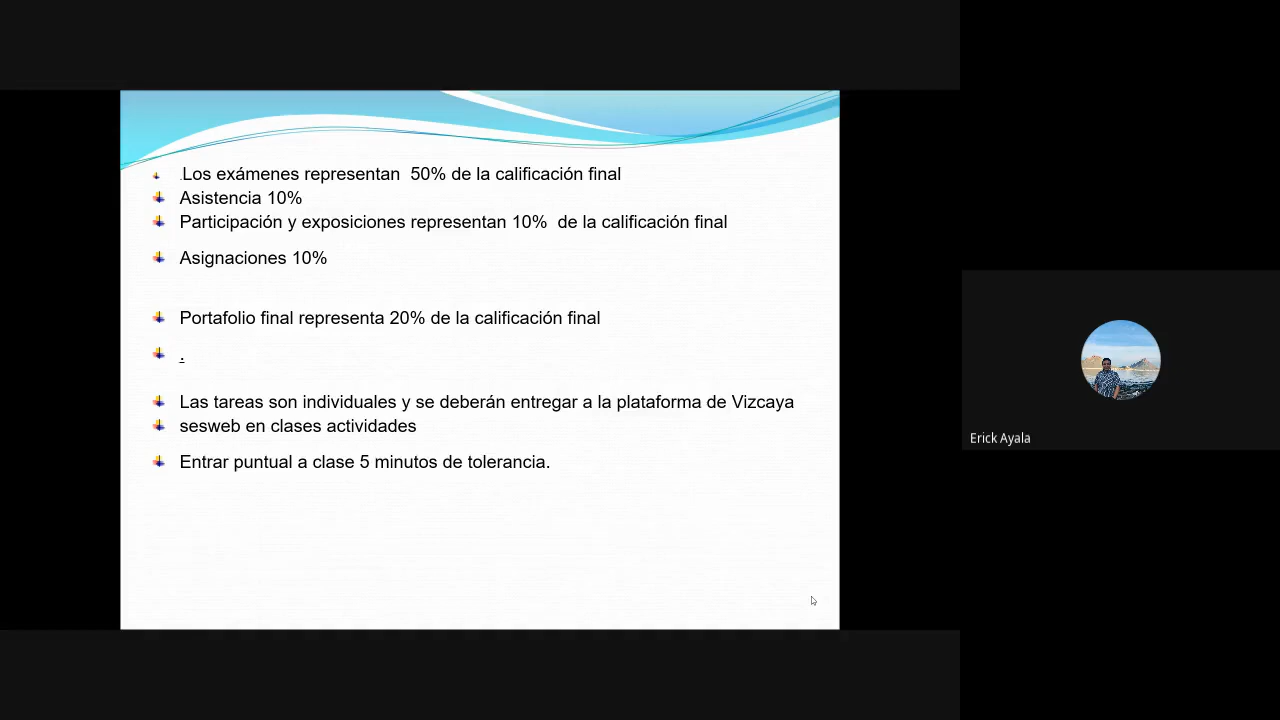 .Los exámenes representan  50% de la calificación final
Asistencia 10%
Participación y exposiciones representan 10%  de la calificación final
Asignaciones 10%
Portafolio final representa 20% de la calificación final
.
Las tareas son individuales y se deberán entregar a la plataforma de Vizcaya
sesweb en clases actividades
Entrar puntual a clase 5 minutos de tolerancia.
Erick Ayala